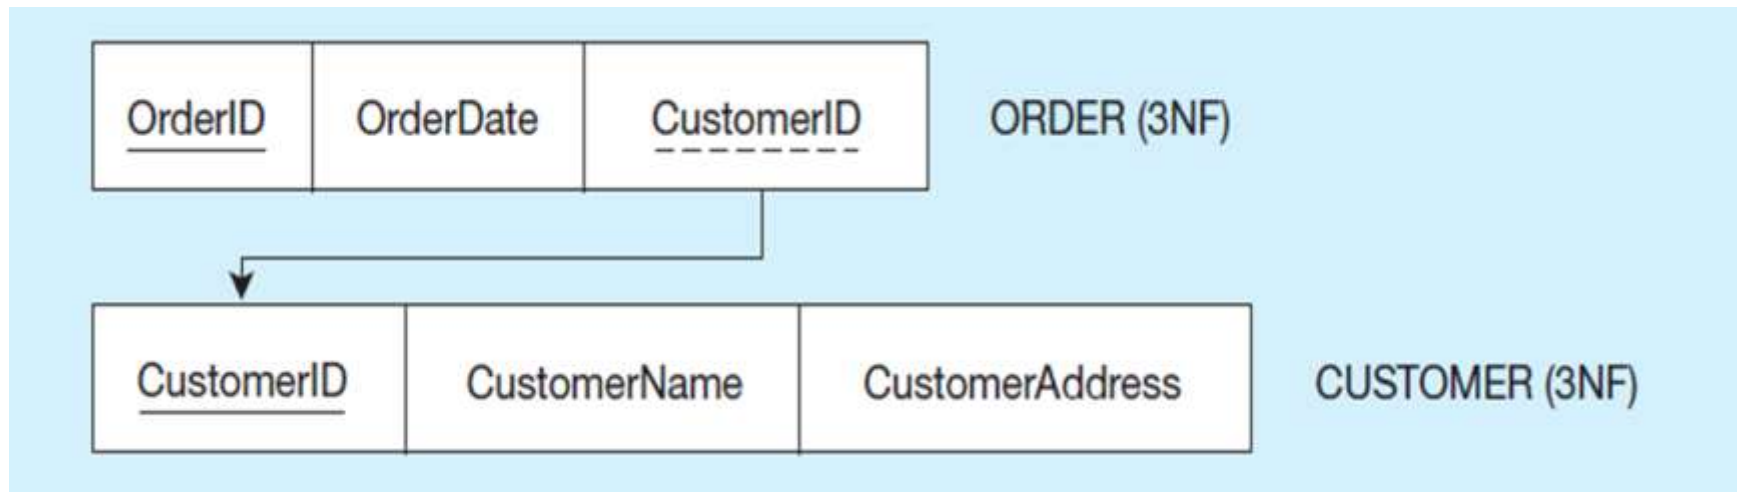 OrderID OrderDate CustomerID ORDER (3NF)
CustomerID CustomerName CustomerAddress CUSTOMER (3NF)